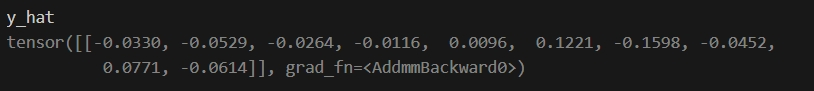 y_hat
tensor([[-0.0330, -0.0529, -0.0264, -0.0116,  0.0096,  0.1221, -0.1598, -0.0452,
          0.0771, -0.0614]], grad_fn=<AddmmBackward0>)